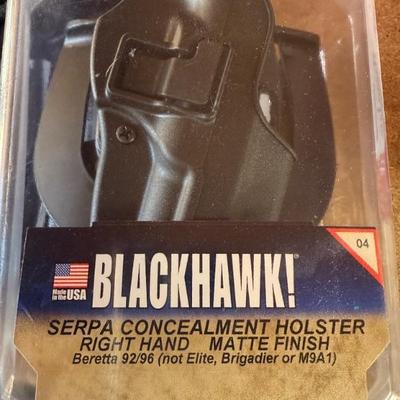 04
Made
in the USA
BLACKHAWK!®
SERPA CONCEALMENT HOLSTER
RIGHT HAND MATTE FINISH
Beretta 92/96 (not Elite, Brigadier or M9A1)